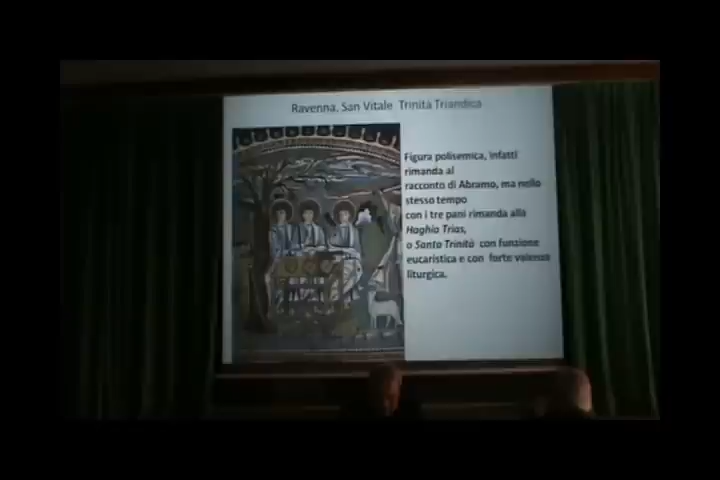 Ravenna, San Vitale Trinità Triandica
Figura polisemica, infatti
rimanda al
racconto di Abramo, ma nello
stesso tempo
con i tre pani rimanda alla
Haghia Trias,
o Santa Trinità con funzione
eucaristica e con forte valenza
liturgica.